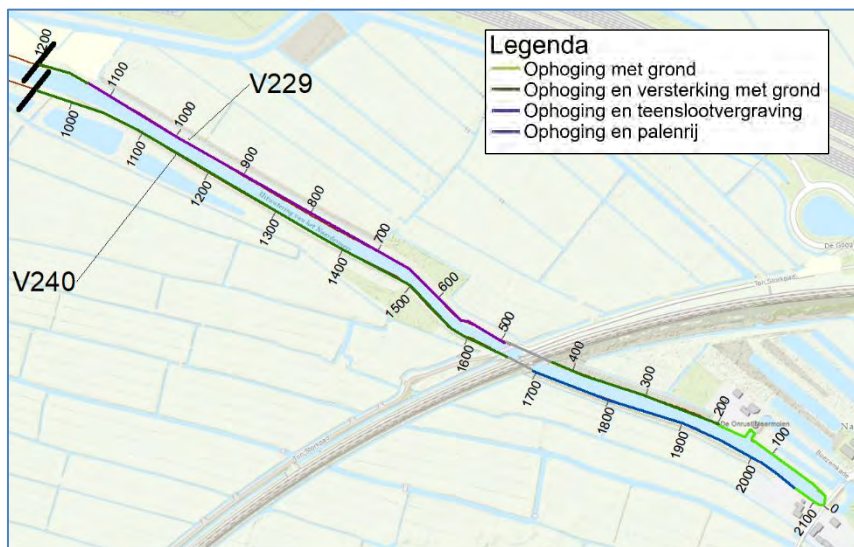 Legenda
Ophoging met grond
Ophoging en versterking met grond
Ophoging en teenslootvergraving
Ophoging en palenrij
V229
V240
1200
1100
1000
900
800
700
600
500
400
300
200
100
0
1000
1100
1200
1300
1400
1500
1600
1700
1800
1900
2000
2100
De Onrust
Meermolen
Na